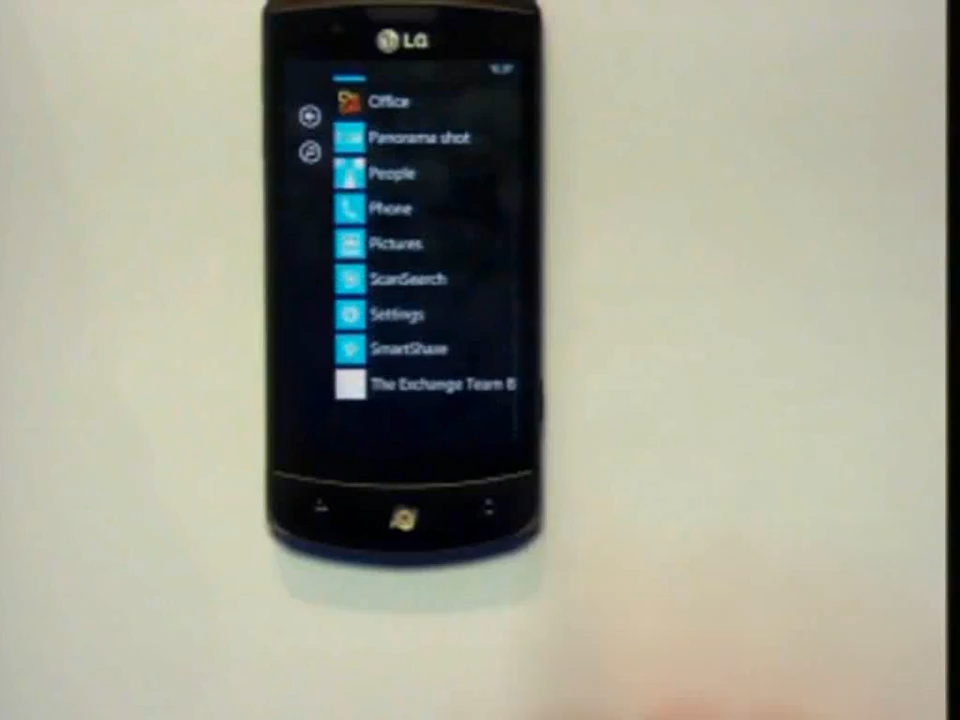 LG
Office
Panorama shot
People
Phone
Pictures
ScanSearch
Settings
SmartShare
The Exchange Team B